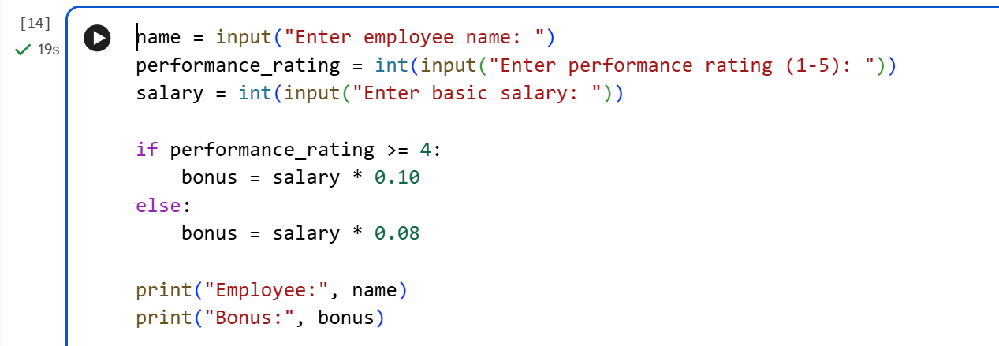 [14]
19s
name = input("Enter employee name: ")
performance_rating = int(input("Enter performance rating (1-5): "))
salary = int(input("Enter basic salary: "))
if performance_rating >= 4:
    bonus = salary * 0.10
else:
    bonus = salary * 0.08
print("Employee:", name)
print("Bonus:", bonus)